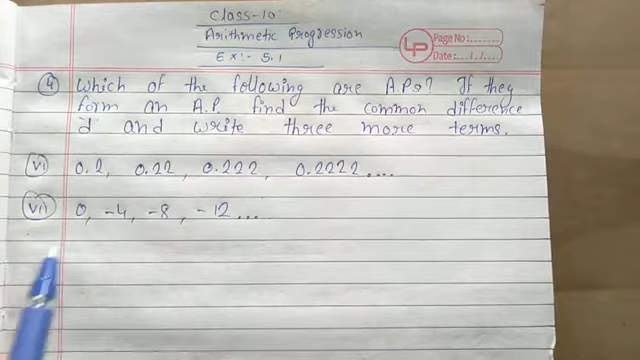 Class-10
Arithmetic Progression
Ex:- 5.1
LP
Page No.:
Date:
4 Which of the following are A.Ps? If they
form an A.P. find the common difference
d and write three more terms.
vi 0.2, 0.22, 0.222, 0.2222....
vii 0, -4, -8, -12...